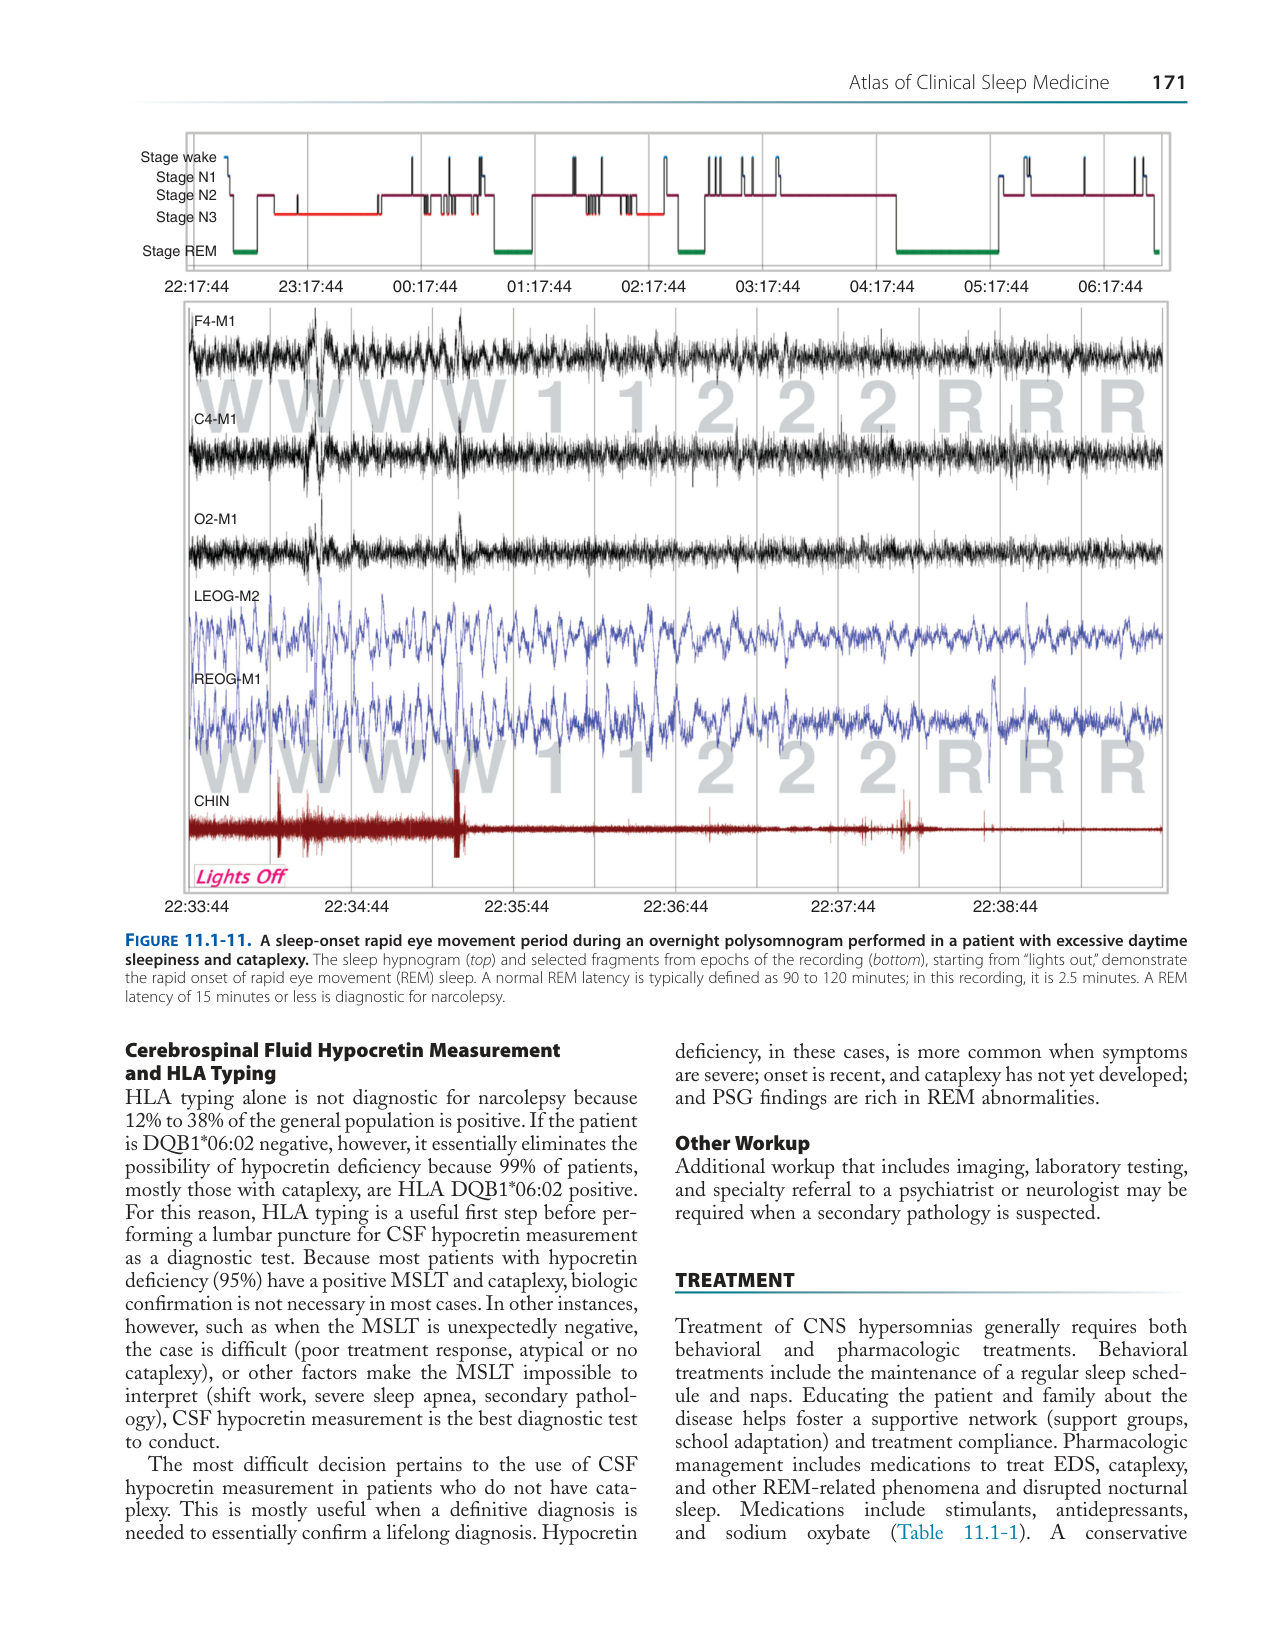 Atlas of Clinical Sleep Medicine 171
Stage wake
Stage N1
Stage N2
Stage N3
Stage REM
22:17:44 23:17:44 00:17:44 01:17:44 02:17:44 03:17:44 04:17:44 05:17:44 06:17:44
F4-M1
W W W W 1 1 2 2 2 R R R
C4-M1
O2-M1
LEOG-M2
REOG-M1
W W W W 1 1 2 2 2 R R R
CHIN
Lights Off
22:33:44 22:34:44 22:35:44 22:36:44 22:37:44 22:38:44
FIGURE 11.1-11. A sleep-onset rapid eye movement period during an overnight polysomnogram performed in a patient with excessive daytime
sleepiness and cataplexy. The sleep hypnogram (top) and selected fragments from epochs of the recording (bottom), starting from “lights out,” demonstrate
the rapid onset of rapid eye movement (REM) sleep. A normal REM latency is typically defined as 90 to 120 minutes; in this recording, it is 2.5 minutes. A REM
latency of 15 minutes or less is diagnostic for narcolepsy.
Cerebrospinal Fluid Hypocretin Measurement
and HLA Typing
HLA typing alone is not diagnostic for narcolepsy because
12% to 38% of the general population is positive. If the patient
is DQB1*06:02 negative, however, it essentially eliminates the
possibility of hypocretin deficiency because 99% of patients,
mostly those with cataplexy, are HLA DQB1*06:02 positive.
For this reason, HLA typing is a useful first step before per-
forming a lumbar puncture for CSF hypocretin measurement
as a diagnostic test. Because most patients with hypocretin
deficiency (95%) have a positive MSLT and cataplexy, biologic
confirmation is not necessary in most cases. In other instances,
however, such as when the MSLT is unexpectedly negative,
the case is difficult (poor treatment response, atypical or no
cataplexy), or other factors make the MSLT impossible to
interpret (shift work, severe sleep apnea, secondary pathol-
ogy), CSF hypocretin measurement is the best diagnostic test
to conduct.
The most difficult decision pertains to the use of CSF
hypocretin measurement in patients who do not have cata-
plexy. This is mostly useful when a definitive diagnosis is
needed to essentially confirm a lifelong diagnosis. Hypocretin
deficiency, in these cases, is more common when symptoms
are severe; onset is recent, and cataplexy has not yet developed;
and PSG findings are rich in REM abnormalities.
Other Workup
Additional workup that includes imaging, laboratory testing,
and specialty referral to a psychiatrist or neurologist may be
required when a secondary pathology is suspected.
TREATMENT
Treatment of CNS hypersomnias generally requires both
behavioral and pharmacologic treatments. Behavioral
treatments include the maintenance of a regular sleep sched-
ule and naps. Educating the patient and family about the
disease helps foster a supportive network (support groups,
school adaptation) and treatment compliance. Pharmacologic
management includes medications to treat EDS, cataplexy,
and other REM-related phenomena and disrupted nocturnal
sleep. Medications include stimulants, antidepressants,
and sodium oxybate (Table 11.1-1). A conservative